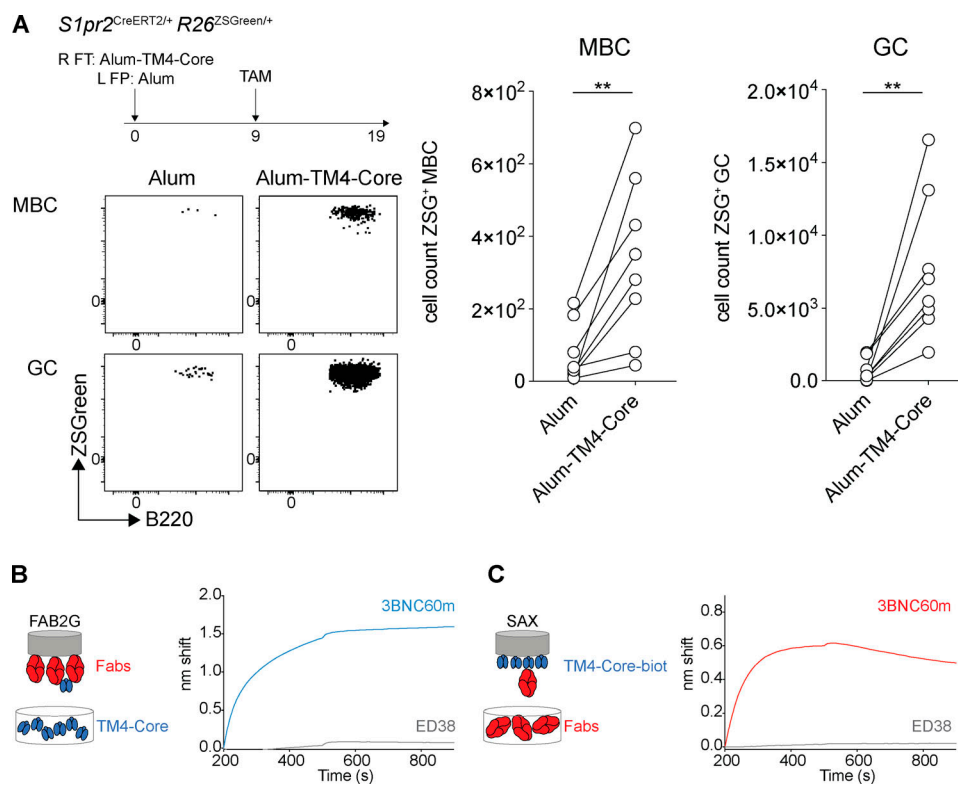 A
S1pr2CreERT2/+ R26ZSGreen/+
R FT: Alum-TM4-Core
L FP: Alum
TAM
0 9 19
Alum Alum-TM4-Core
MBC
0 0
0 0
GC
0 0
0 0
ZSGreen
B220
MBC
**
cell count ZSG+ MBC
8×10²
6×10²
4×10²
2×10²
0
Alum
Alum-TM4-Core
GC
**
cell count ZSG+ GC
2.0×10⁴
1.5×10⁴
1.0×10⁴
5.0×10³
0.0
Alum
Alum-TM4-Core
B
FAB2G
Fabs
TM4-Core
nm shift
2.0
1.5
1.0
0.5
0.0
3BNC60m
ED38
200 400 600 800
Time (s)
C
SAX
TM4-Core-biot
Fabs
nm shift
0.8
0.6
0.4
0.2
0.0
3BNC60m
ED38
200 400 600 800
Time (s)